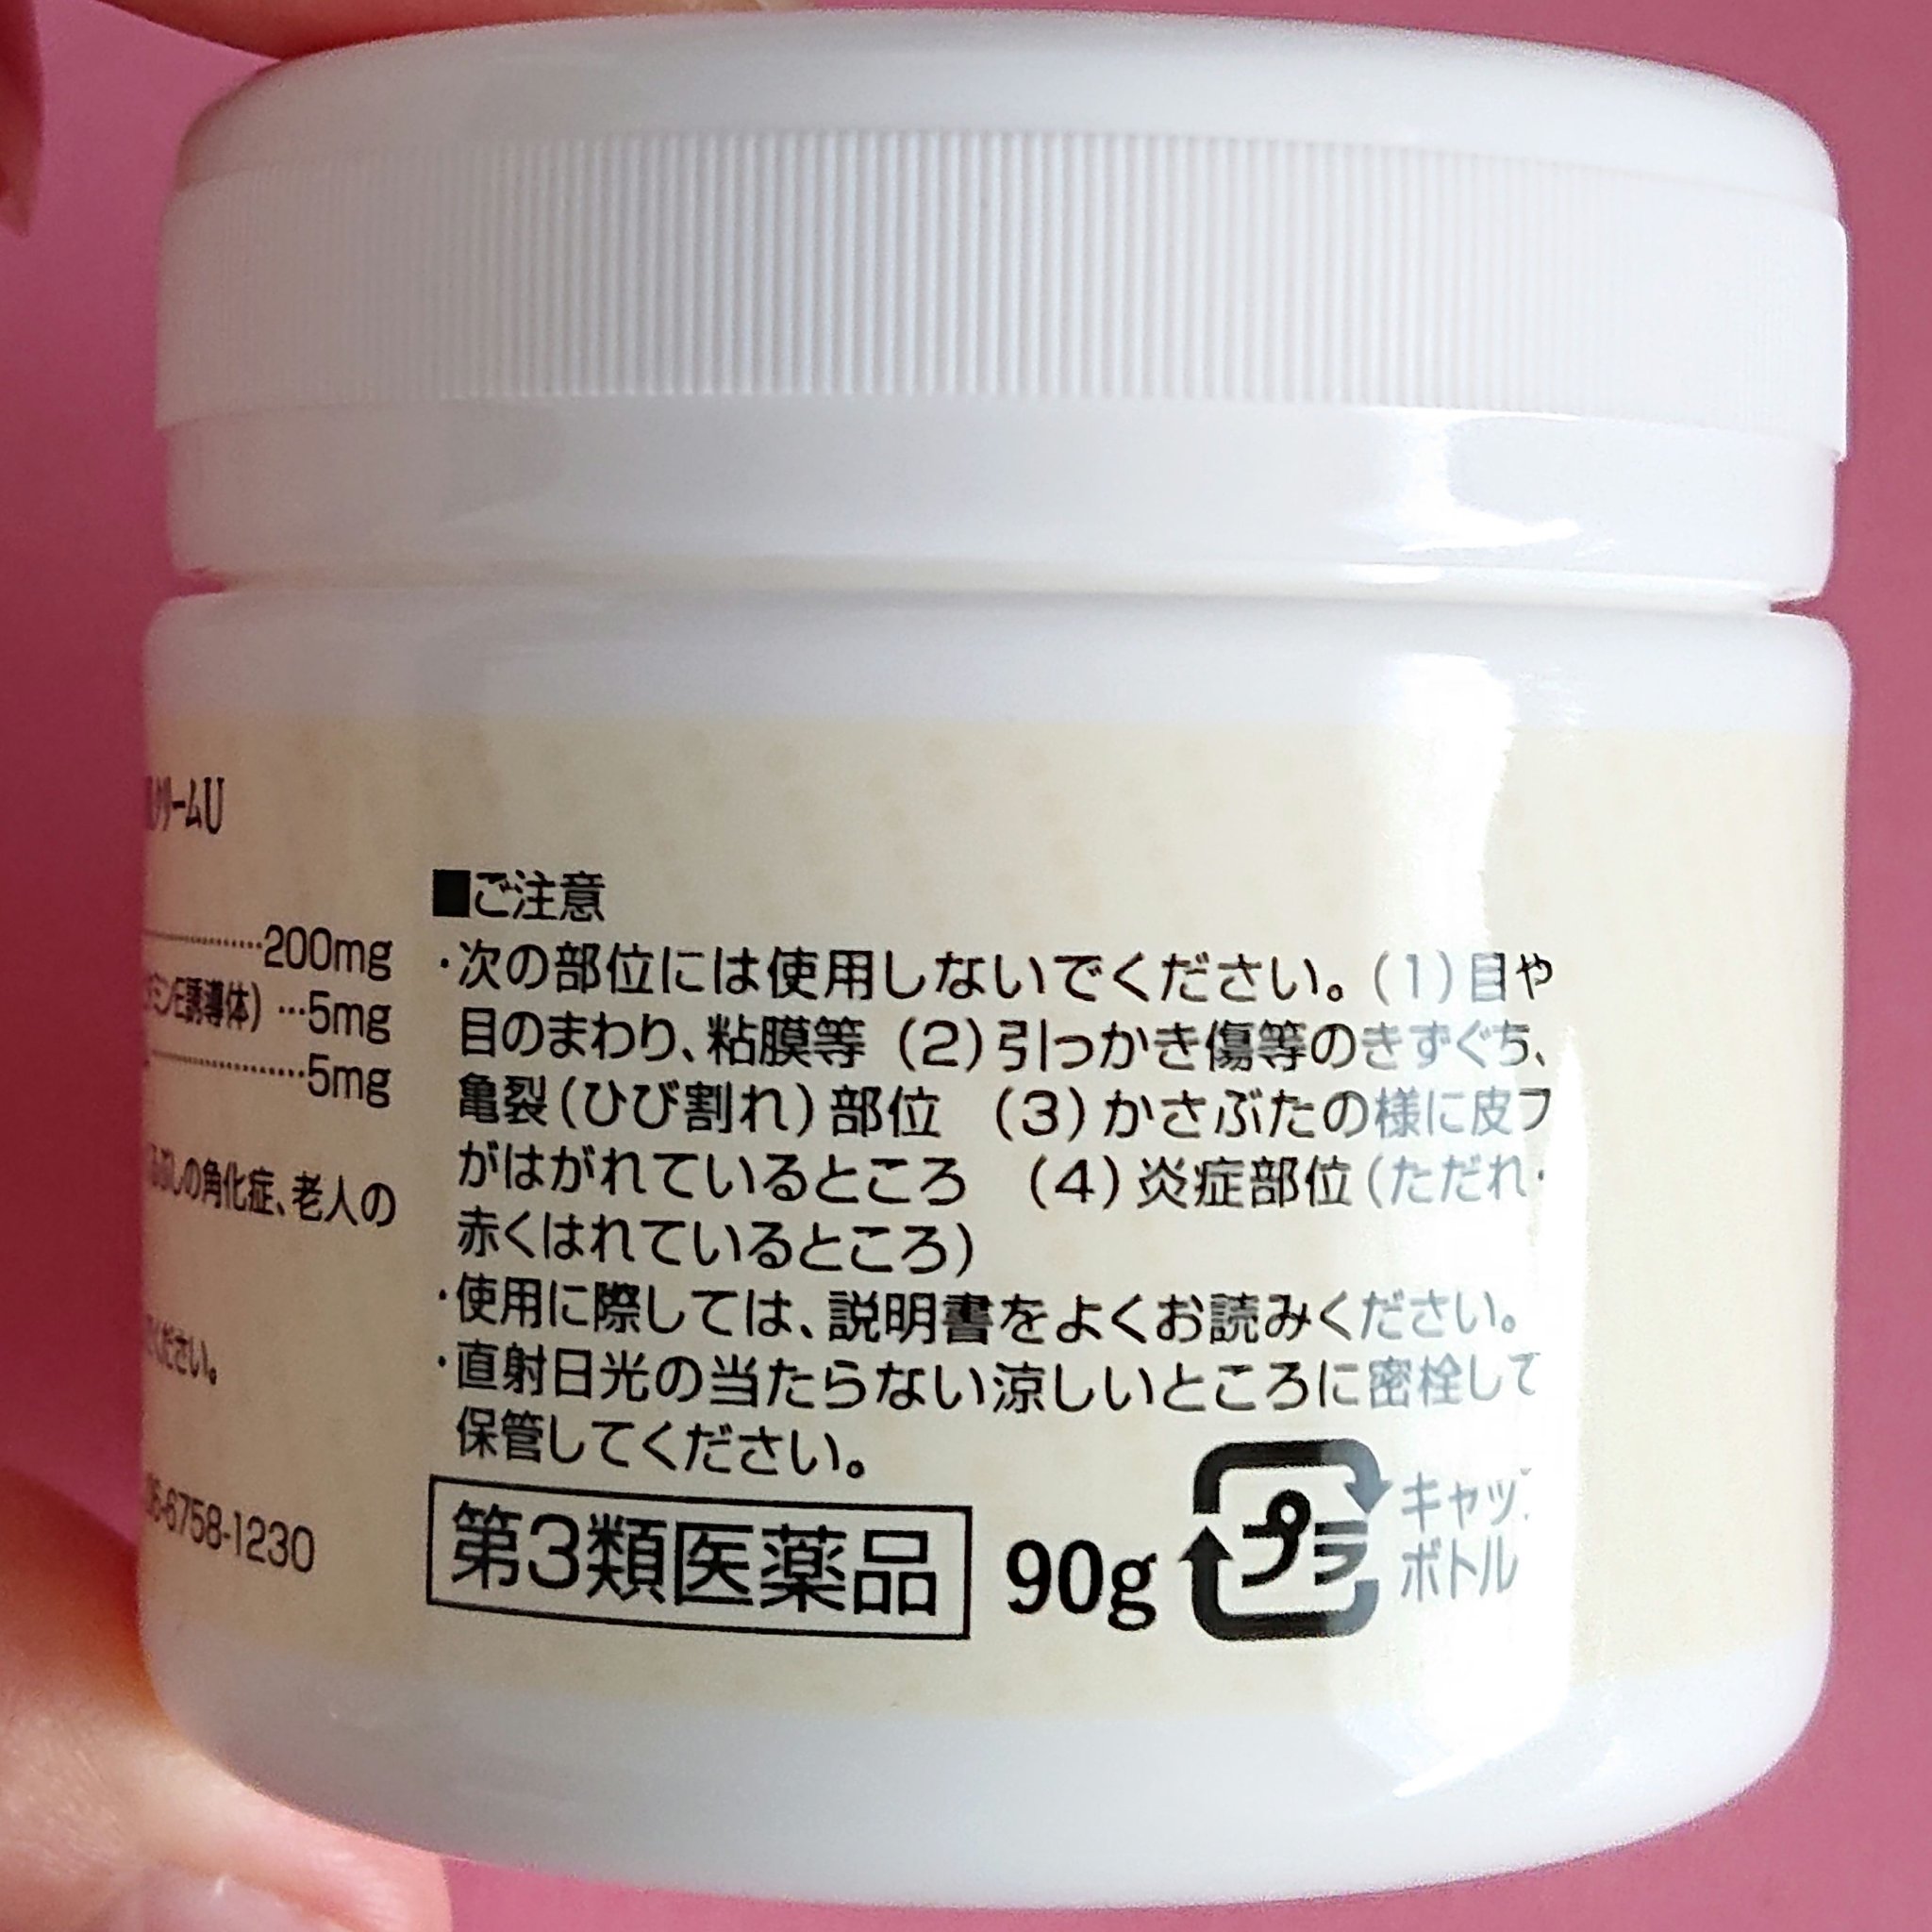 クリームU
200mg
誘導体)…5mg
5mg
の角化症、老人の
ください。
6758-1230
■ご注意
・次の部位には使用しないでください。(1)目や
目のまわり、粘膜等 (2)引っかき傷等のきずぐち、
亀裂(ひび割れ)部位 (3)かさぶたの様に皮フ
がはがれているところ (4)炎症部位(ただれ・
赤くはれているところ)
・使用に際しては、説明書をよくお読みください。
・直射日光の当たらない涼しいところに密栓して
保管してください。
第3類医薬品 90g プラ キャッ
ボトル